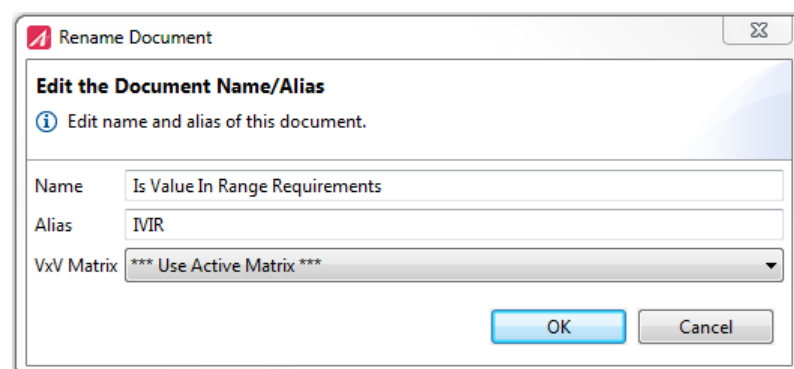 Rename Document
Edit the Document Name/Alias
Edit name and alias of this document.
Name Is Value In Range Requirements
Alias IVIR
VxV Matrix *** Use Active Matrix ***
OK Cancel